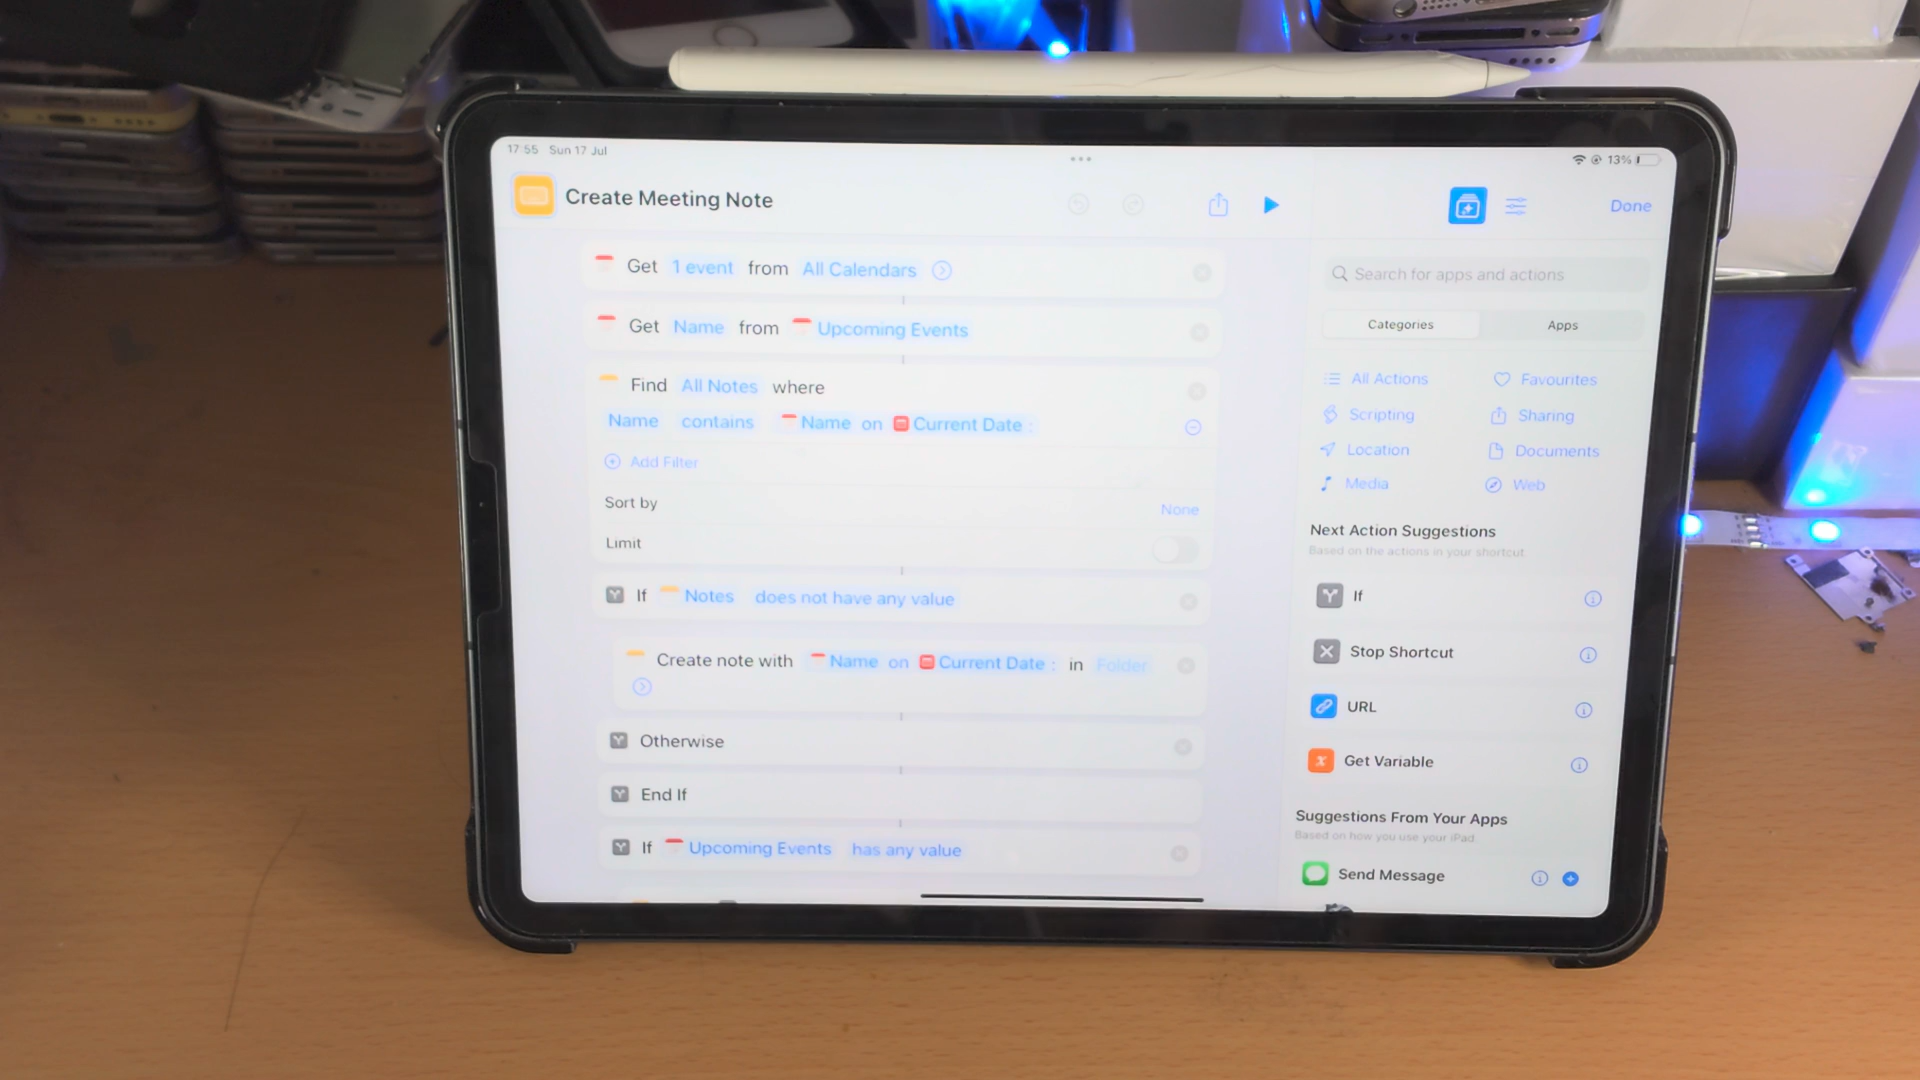 17:55 Sun 17 Jul
13%
Create Meeting Note
Done
Get 1 event from All Calendars
Get Name from Upcoming Events
Find All Notes where
Name contains Name on Current Date :
Add Filter
Sort by None
Limit
If Notes does not have any value
Create note with Name on Current Date : in Folder
Otherwise
End If
If Upcoming Events has any value
Search for apps and actions
Categories Apps
All Actions Favourites
Scripting Sharing
Location Documents
Media Web
Next Action Suggestions
Based on the actions in your shortcut
If
Stop Shortcut
URL
Get Variable
Suggestions From Your Apps
Based on how you use your iPad
Send Message